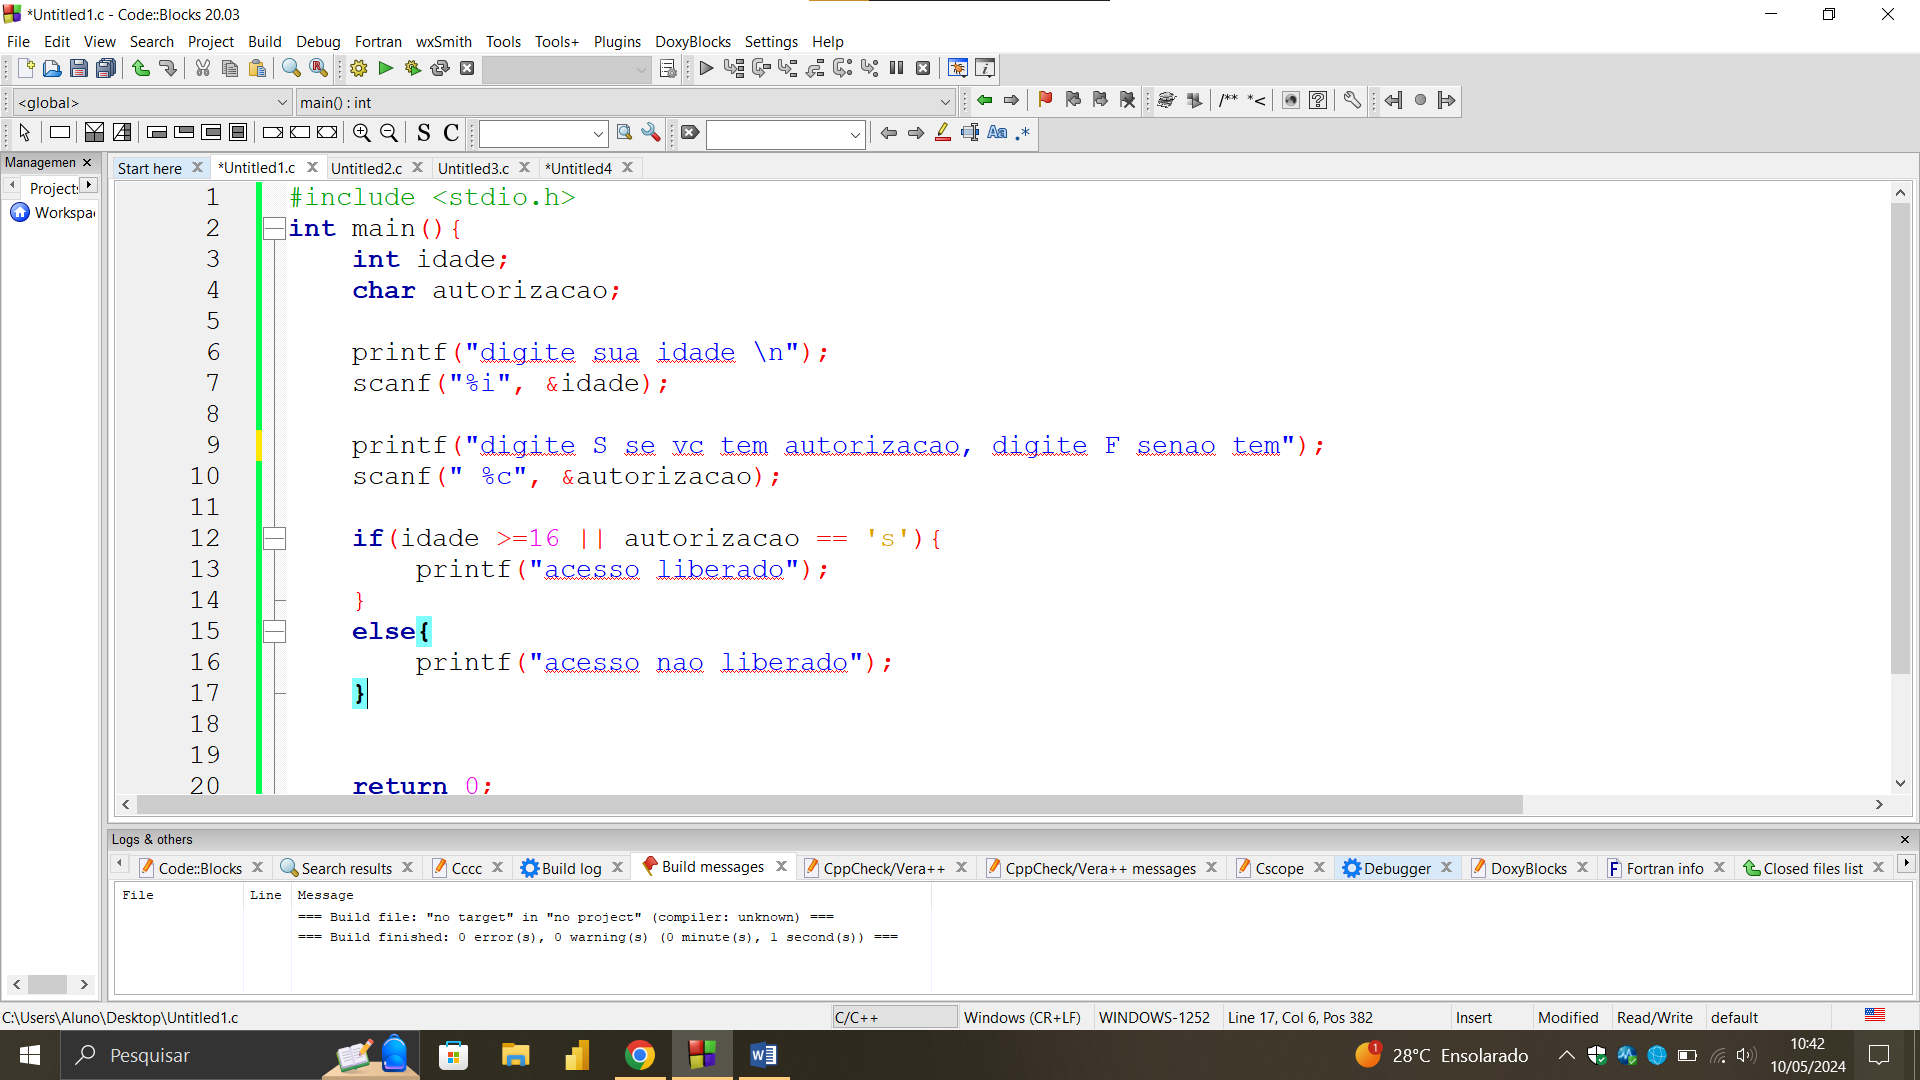 *Untitled1.c - Code::Blocks 20.03
File Edit View Search Project Build Debug Fortran wxSmith Tools Tools+ Plugins DoxyBlocks Settings Help
<global> main() : int /** *<
S C Aa .*
Managemen Start here *Untitled1.c Untitled2.c Untitled3.c *Untitled4
Projects
Workspa
1 #include <stdio.h>
2 int main(){
3 int idade;
4 char autorizacao;
5
6 printf("digite sua idade \n");
7 scanf("%i", &idade);
8
9 printf("digite S se vc tem autorizacao, digite F senao tem");
10 scanf(" %c", &autorizacao);
11
12 if(idade >=16 || autorizacao == 's'){
13 printf("acesso liberado");
14 }
15 else{
16 printf("acesso nao liberado");
17 }
18
19
20 return 0;
Logs & others
Code::Blocks Search results Cccc Build log Build messages CppCheck/Vera++ CppCheck/Vera++ messages Cscope Debugger DoxyBlocks Fortran info Closed files list
File Line Message
=== Build file: "no target" in "no project" (compiler: unknown) ===
=== Build finished: 0 error(s), 0 warning(s) (0 minute(s), 1 second(s)) ===
C:\Users\Aluno\Desktop\Untitled1.c C/C++ Windows (CR+LF) WINDOWS-1252 Line 17, Col 6, Pos 382 Insert Modified Read/Write default
Pesquisar 1 28°C Ensolarado 10:42
10/05/2024